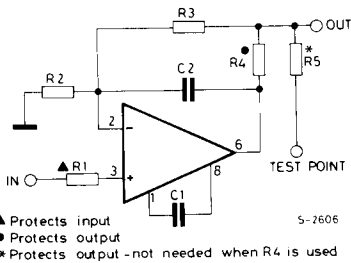 R3
OUT
R4
* R5
R2
C2
2
6
TEST POINT
▲ R1
IN
3
8
1
C1
S-2606
▲ Protects input
● Protects output
* Protects output - not needed when R4 is used